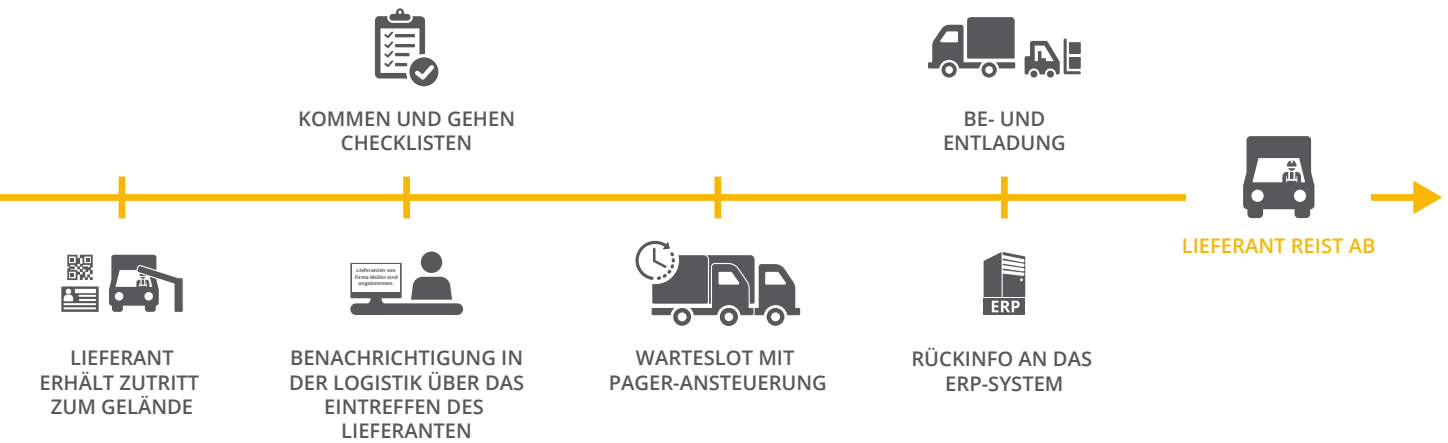 KOMMEN UND GEHEN
CHECKLISTEN
BE- UND
ENTLADUNG
LIEFERANT REIST AB
LIEFERANT
ERHÄLT ZUTRITT
ZUM GELÄNDE
Lieferanten von
Firma Müller sind
angekommen.
BENACHRICHTIGUNG IN
DER LOGISTIK ÜBER DAS
EINTREFFEN DES
LIEFERANTEN
WARTESLOT MIT
PAGER-ANSTEUERUNG
ERP
RÜCKINFO AN DAS
ERP-SYSTEM